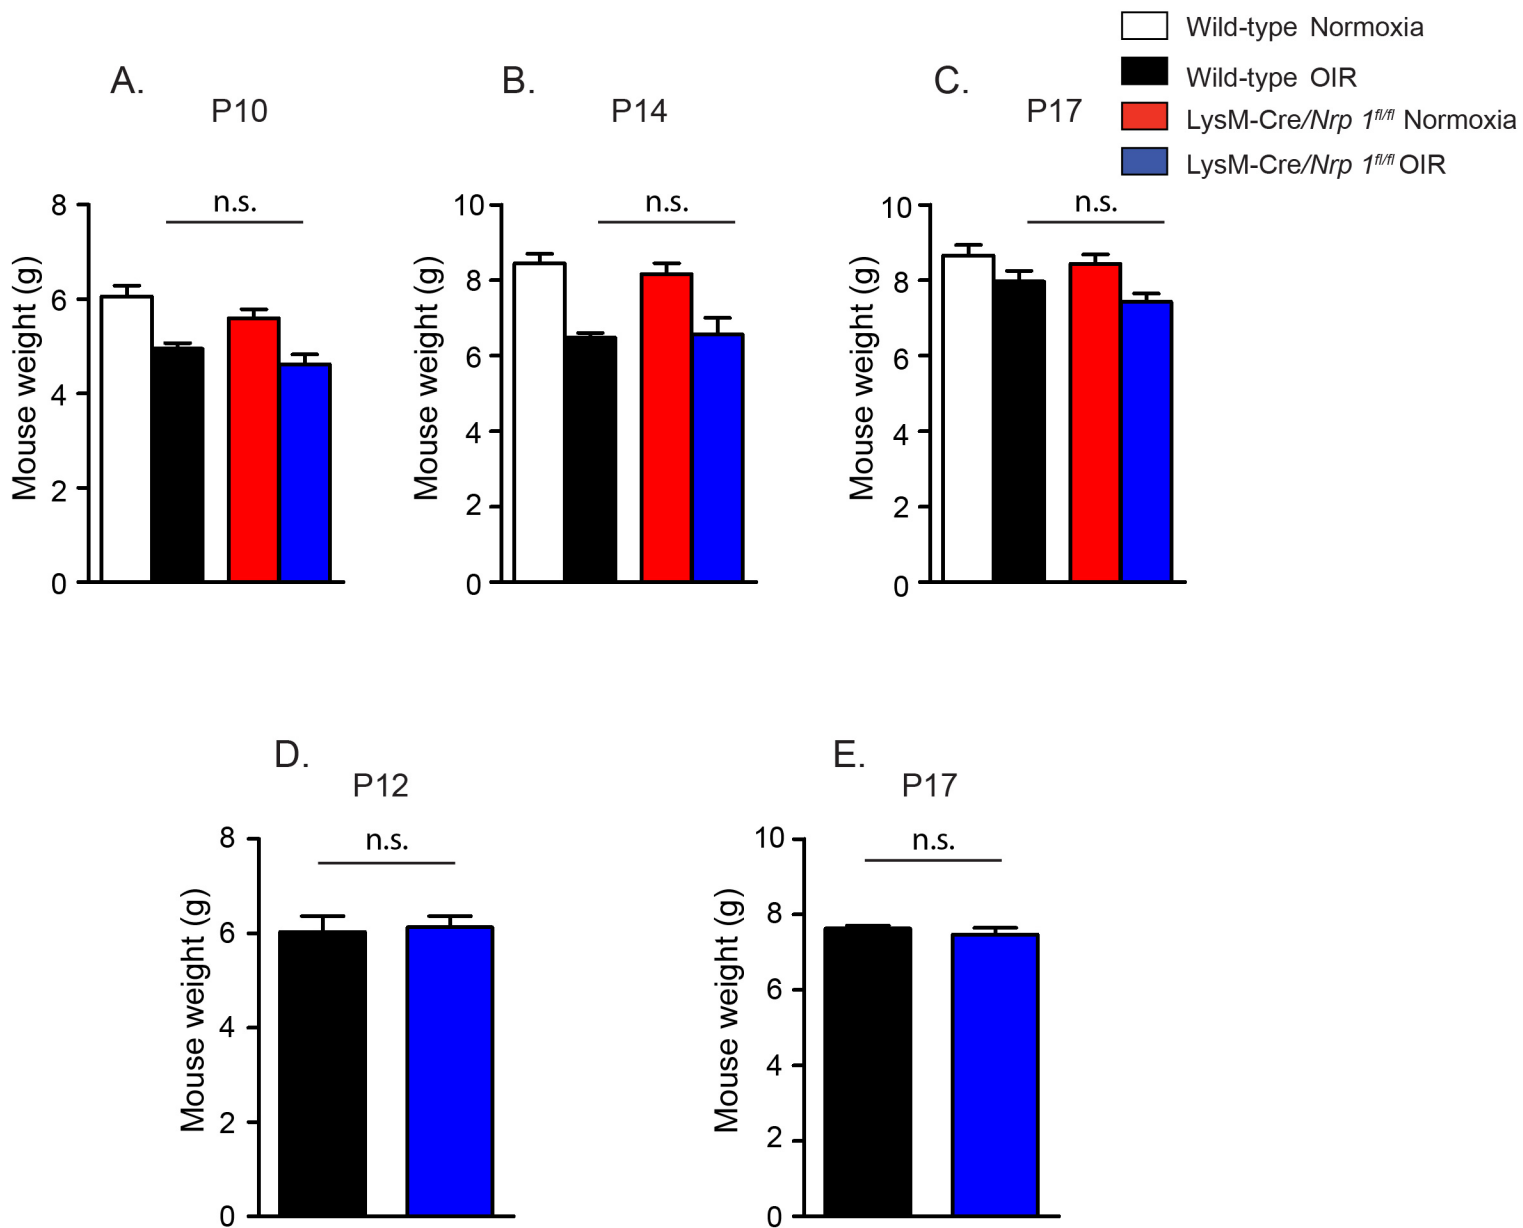 Wild-type Normoxia
Wild-type OIR
LysM-Cre/Nrp 1fl/fl Normoxia
LysM-Cre/Nrp 1fl/fl OIR
A.
P10
n.s.
Mouse weight (g)
8
6
4
2
0
B.
P14
n.s.
Mouse weight (g)
10
8
6
4
2
0
C.
P17
n.s.
Mouse weight (g)
10
8
6
4
2
0
D.
P12
n.s.
Mouse weight (g)
8
6
4
2
0
E.
P17
n.s.
Mouse weight (g)
10
8
6
4
2
0